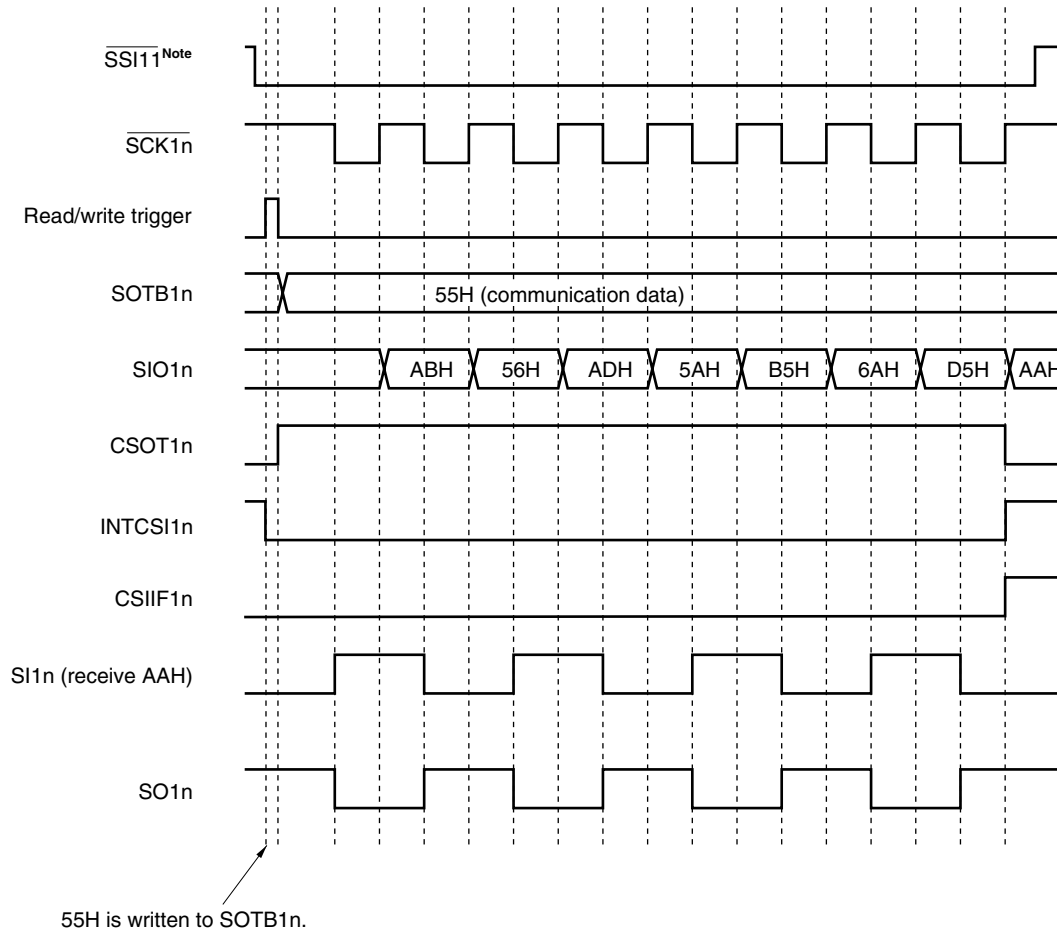 SSI11Note
SCK1n
Read/write trigger
SOTB1n
55H (communication data)
SIO1n
ABH
56H
ADH
5AH
B5H
6AH
D5H
AAH
CSOT1n
INTCSI1n
CSIIF1n
SI1n (receive AAH)
SO1n
55H is written to SOTB1n.